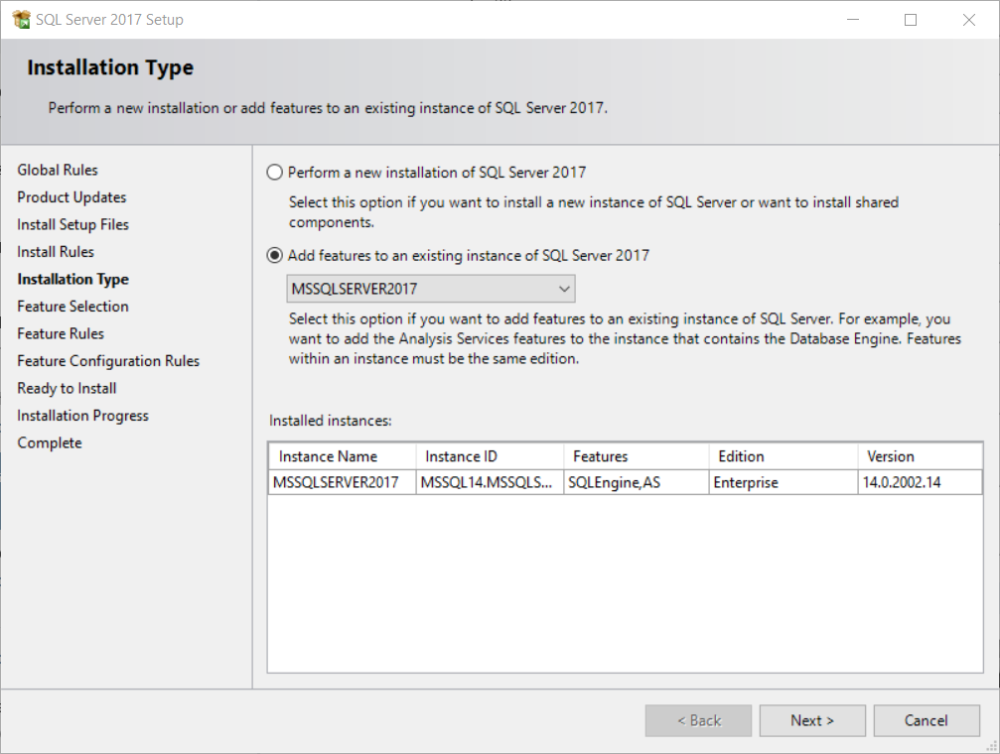 SQL Server 2017 Setup
Installation Type
Perform a new installation or add features to an existing instance of SQL Server 2017.
Global Rules
Product Updates
Install Setup Files
Install Rules
Installation Type
Feature Selection
Feature Rules
Feature Configuration Rules
Ready to Install
Installation Progress
Complete
Perform a new installation of SQL Server 2017
Select this option if you want to install a new instance of SQL Server or want to install shared
components.
Add features to an existing instance of SQL Server 2017
MSSQLSERVER2017
Select this option if you want to add features to an existing instance of SQL Server. For example, you
want to add the Analysis Services features to the instance that contains the Database Engine. Features
within an instance must be the same edition.
Installed instances:
Instance Name Instance ID Features Edition Version
MSSQLSERVER2017 MSSQL14.MSSQLS... SQLEngine,AS Enterprise 14.0.2002.14
< Back Next > Cancel